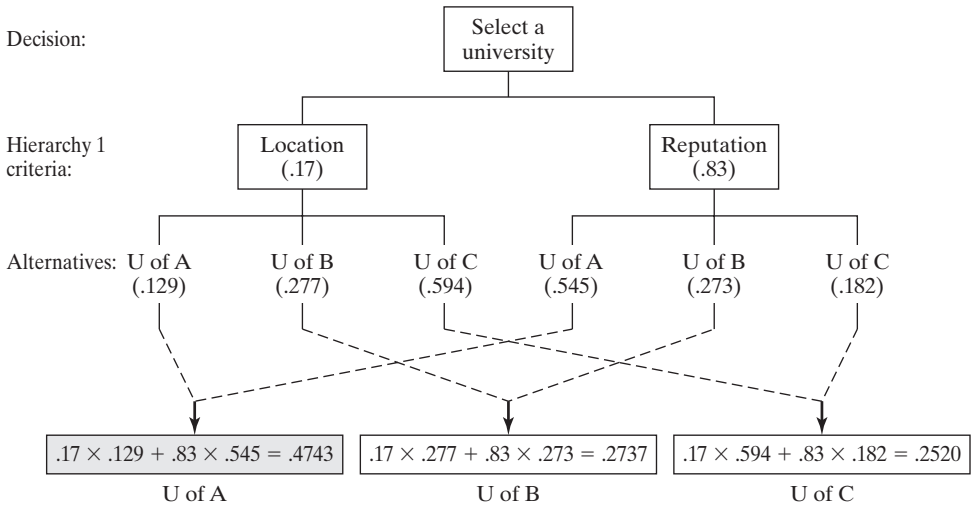 Decision:
Select a
university
Hierarchy 1
criteria:
Location
(.17)
Reputation
(.83)
Alternatives:
U of A
(.129)
U of B
(.277)
U of C
(.594)
U of A
(.545)
U of B
(.273)
U of C
(.182)
.17 × .129 + .83 × .545 = .4743
.17 × .277 + .83 × .273 = .2737
.17 × .594 + .83 × .182 = .2520
U of A
U of B
U of C